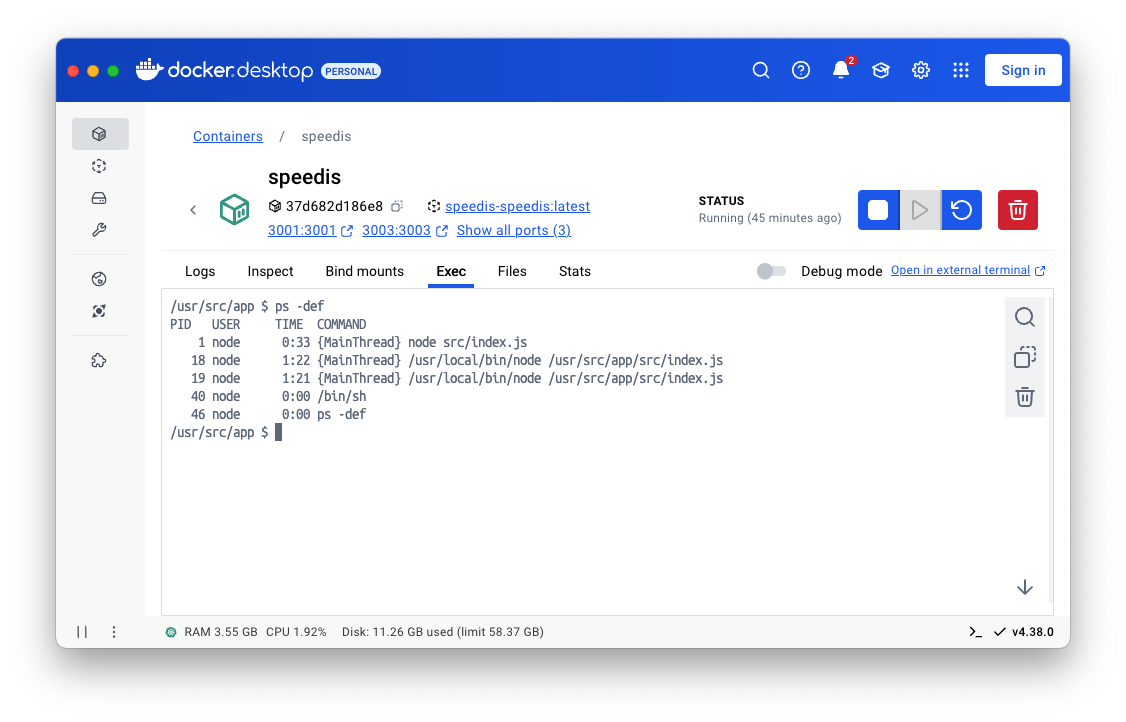 docker.desktop PERSONAL 2 Sign in
Containers / speedis
speedis
37d682d186e8 speedis-speedis:latest
3001:3001 3003:3003 Show all ports (3)
STATUS
Running (45 minutes ago)
Logs Inspect Bind mounts Exec Files Stats Debug mode Open in external terminal
/usr/src/app $ ps -def
PID   USER     TIME  COMMAND
    1 node      0:33 {MainThread} node src/index.js
   18 node      1:22 {MainThread} /usr/local/bin/node /usr/src/app/src/index.js
   19 node      1:21 {MainThread} /usr/local/bin/node /usr/src/app/src/index.js
   40 node      0:00 /bin/sh
   46 node      0:00 ps -def
/usr/src/app $
RAM 3.55 GB CPU 1.92% Disk: 11.26 GB used (limit 58.37 GB) v4.38.0